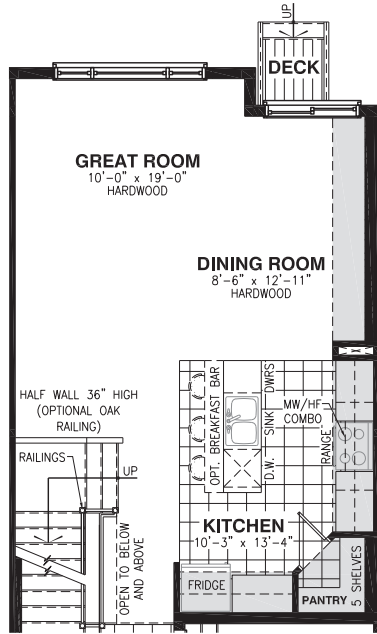 UP
DECK
GREAT ROOM
10'-0" x 19'-0"
HARDWOOD
DINING ROOM
8'-6" x 12'-11"
HARDWOOD
HALF WALL 36" HIGH
(OPTIONAL OAK
RAILING)
RAILINGS
UP
OPEN TO BELOW
AND ABOVE
OPT. BREAKFAST BAR
DWRS
SINK
D.W.
MW/HF
COMBO
RANGE
KITCHEN
10'-3" x 13'-4"
FRIDGE
PANTRY
5 SHELVES